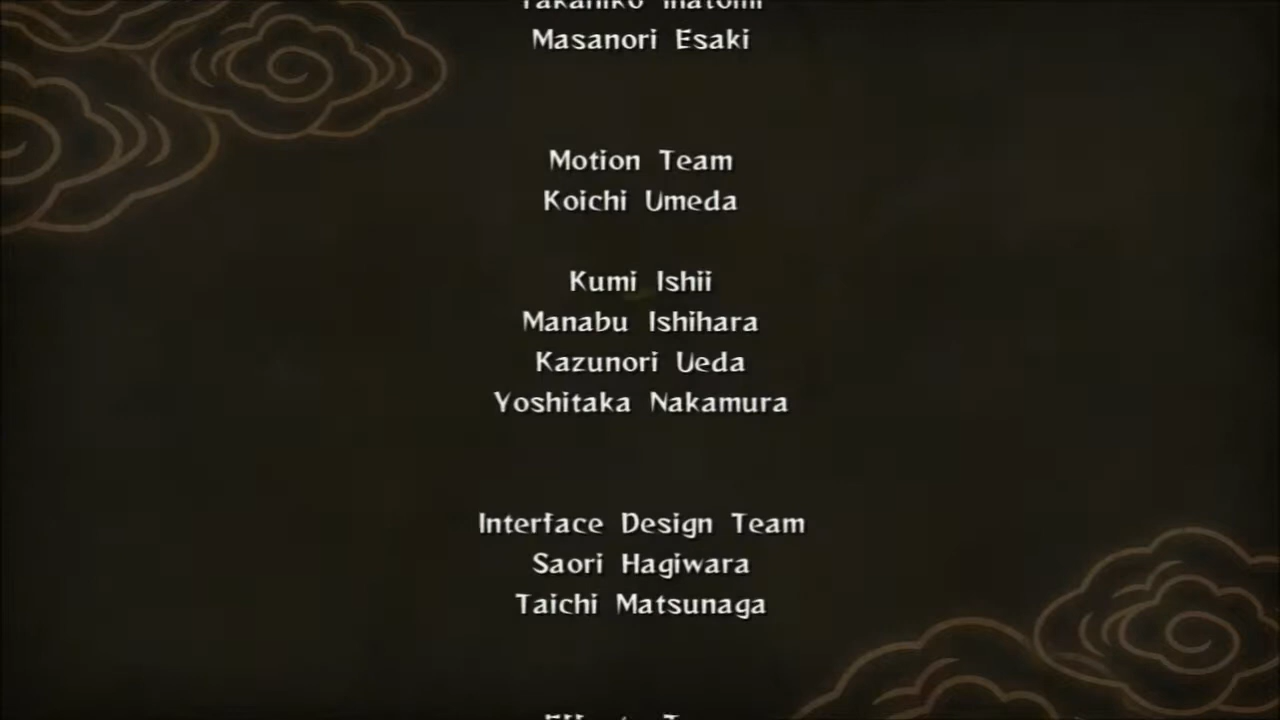 Masanori Esaki
Motion Team
Koichi Umeda
Kumi Ishii
Manabu Ishihara
Kazunori Ueda
Yoshitaka Nakamura
Interface Design Team
Saori Hagiwara
Taichi Matsunaga